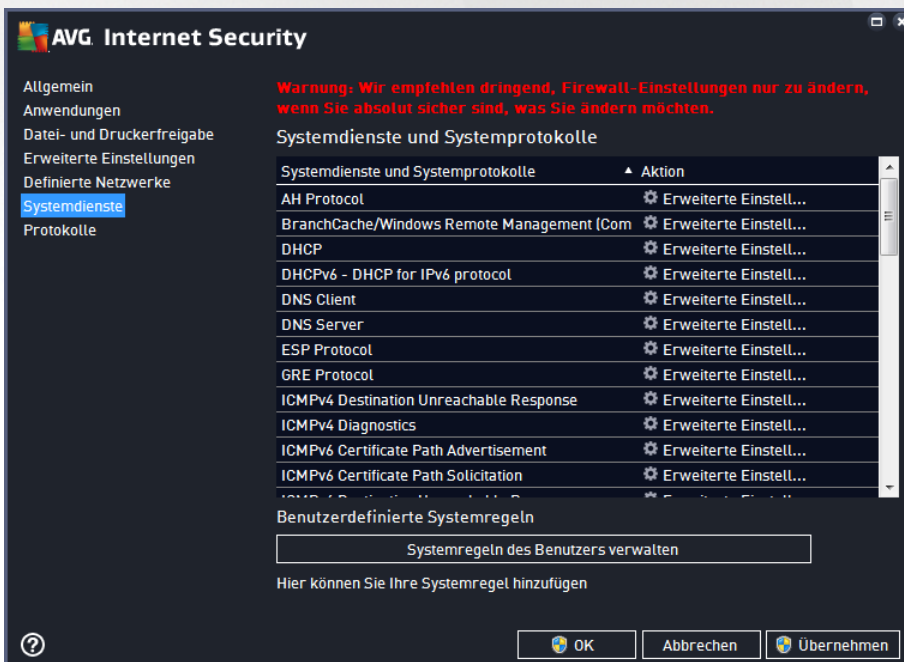 AVG Internet Security
Allgemein
Anwendungen
Datei- und Druckerfreigabe
Erweiterte Einstellungen
Definierte Netzwerke
Systemdienste
Protokolle
Warnung: Wir empfehlen dringend, Firewall-Einstellungen nur zu ändern,
wenn Sie absolut sicher sind, was Sie ändern möchten.
Systemdienste und Systemprotokolle
Systemdienste und Systemprotokolle Aktion
AH Protocol Erweiterte Einstell...
BranchCache/Windows Remote Management (Com Erweiterte Einstell...
DHCP Erweiterte Einstell...
DHCPv6 - DHCP for IPv6 protocol Erweiterte Einstell...
DNS Client Erweiterte Einstell...
DNS Server Erweiterte Einstell...
ESP Protocol Erweiterte Einstell...
GRE Protocol Erweiterte Einstell...
ICMPv4 Destination Unreachable Response Erweiterte Einstell...
ICMPv4 Diagnostics Erweiterte Einstell...
ICMPv6 Certificate Path Advertisement Erweiterte Einstell...
ICMPv6 Certificate Path Solicitation Erweiterte Einstell...
Benutzerdefinierte Systemregeln
Systemregeln des Benutzers verwalten
Hier können Sie Ihre Systemregel hinzufügen
OK Abbrechen Übernehmen